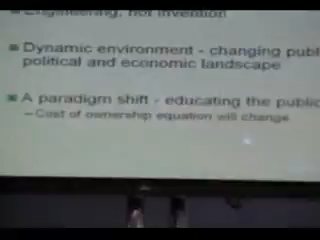 Engineering, not invention
Dynamic environment - changing publ
political and economic landscape
A paradigm shift - educating the public
– Cost of ownership equation will change